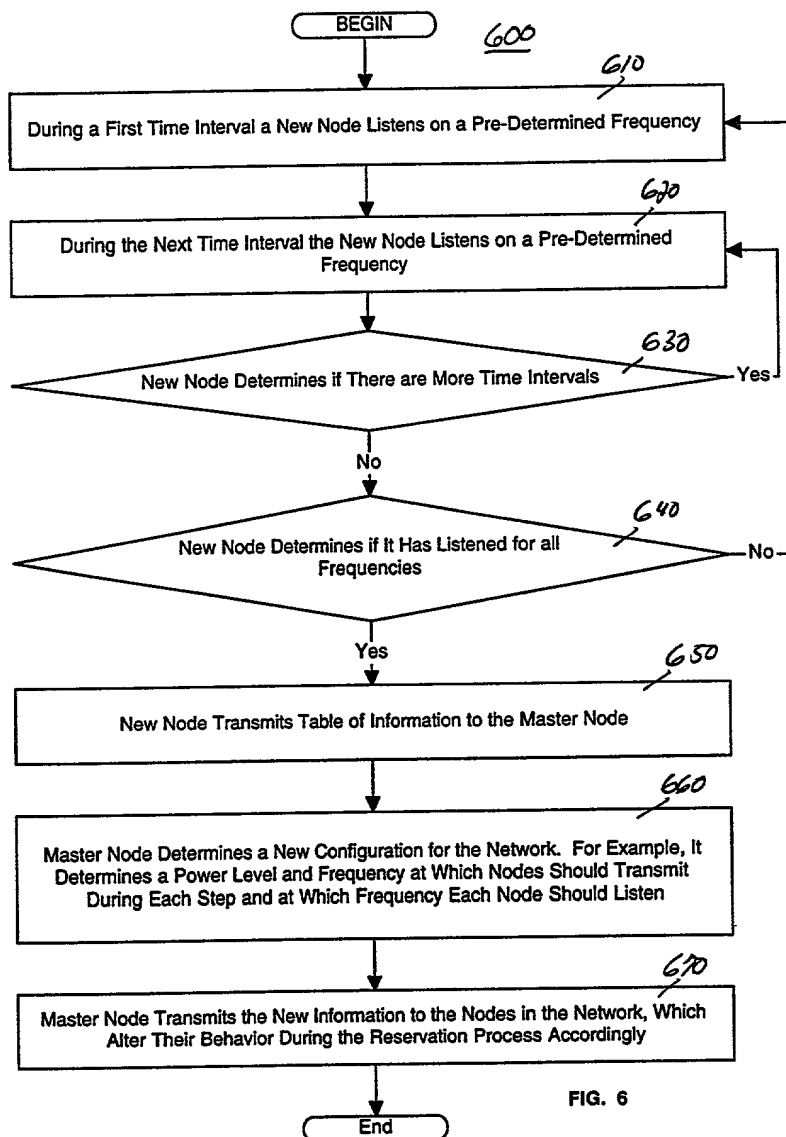 BEGIN
600
610
During a First Time Interval a New Node Listens on a Pre-Determined Frequency
620
During the Next Time Interval the New Node Listens on a Pre-Determined
Frequency
630
New Node Determines if There are More Time Intervals
Yes
No
640
New Node Determines if It Has Listened for all
Frequencies
No
Yes
650
New Node Transmits Table of Information to the Master Node
660
Master Node Determines a New Configuration for the Network. For Example, It
Determines a Power Level and Frequency at Which Nodes Should Transmit
During Each Step and at Which Frequency Each Node Should Listen
670
Master Node Transmits the New Information to the Nodes in the Network, Which
Alter Their Behavior During the Reservation Process Accordingly
FIG. 6
End